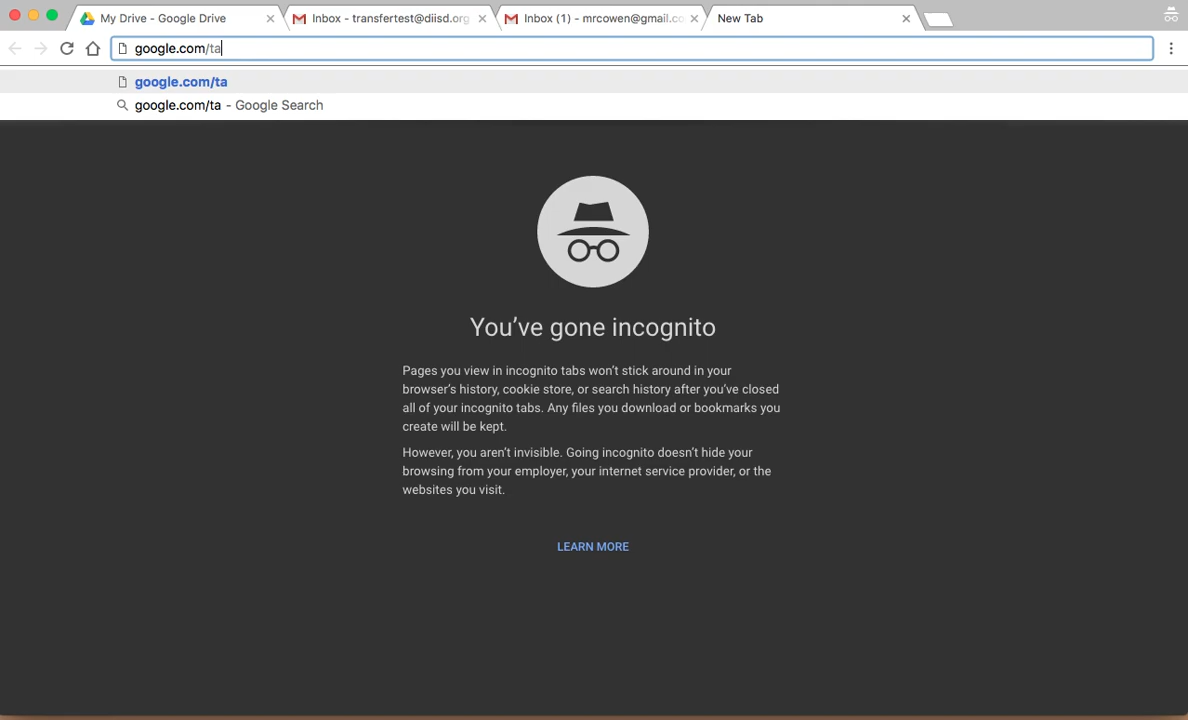 My Drive - Google Drive
Inbox - transfertest@diisd.org
Inbox (1) - mrcowen@gmail.co
New Tab
google.com/ta
google.com/ta
google.com/ta - Google Search
You've gone incognito
Pages you view in incognito tabs won't stick around in your
browser's history, cookie store, or search history after you've closed
all of your incognito tabs. Any files you download or bookmarks you
create will be kept.
However, you aren't invisible. Going incognito doesn't hide your
browsing from your employer, your internet service provider, or the
websites you visit.
LEARN MORE